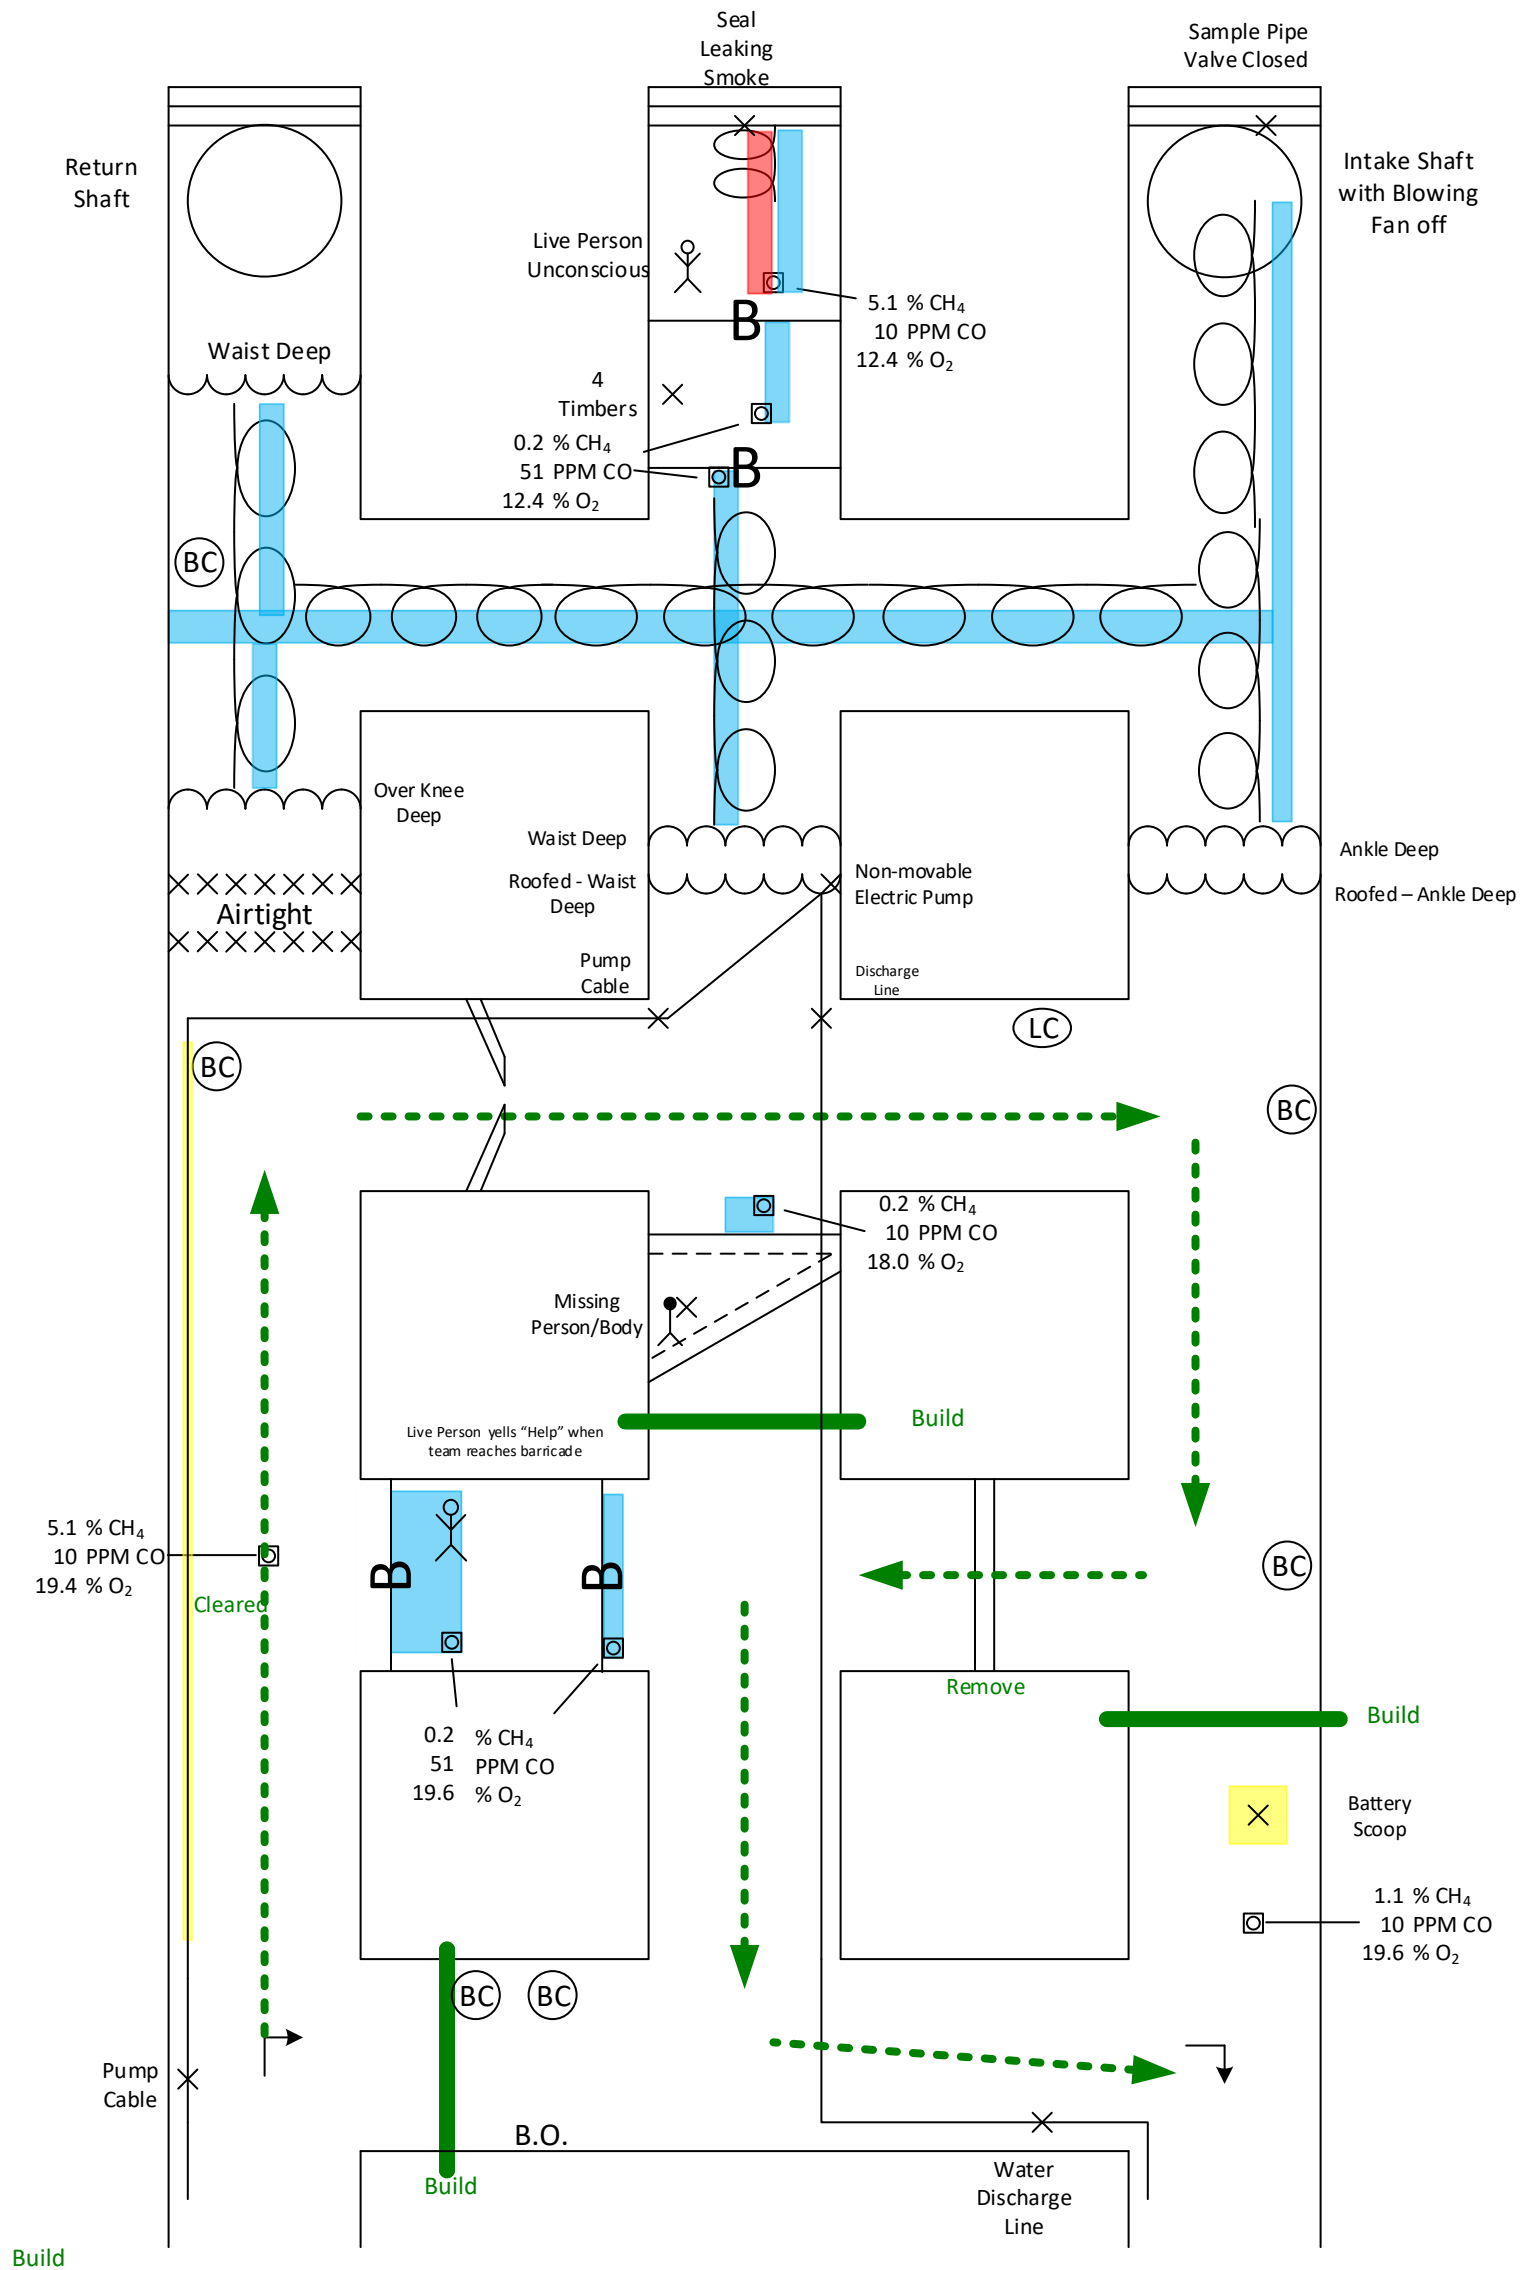 Seal
Leaking
Smoke
Sample Pipe
Valve Closed
Return
Shaft
Intake Shaft
with Blowing
Fan off
Live Person
Unconscious
5.1 % CH₄
10 PPM CO
12.4 % O₂
B
Waist Deep
4
Timbers
0.2 % CH₄
51 PPM CO
12.4 % O₂
B
BC
Over Knee
Deep
Waist Deep
Roofed - Waist
Deep
Non-movable
Electric Pump
Ankle Deep
Roofed – Ankle Deep
Airtight
Pump
Cable
Discharge
Line
LC
BC
BC
0.2 % CH₄
10 PPM CO
18.0 % O₂
Missing
Person/Body
Build
Live Person yells “Help” when
team reaches barricade
5.1 % CH₄
10 PPM CO
19.4 % O₂
Cleared
B
B
BC
Remove
Build
0.2 % CH₄
51 PPM CO
19.6 % O₂
Battery
Scoop
1.1 % CH₄
10 PPM CO
19.6 % O₂
BC
BC
Pump
Cable
B.O.
Build
Water
Discharge
Line
Build